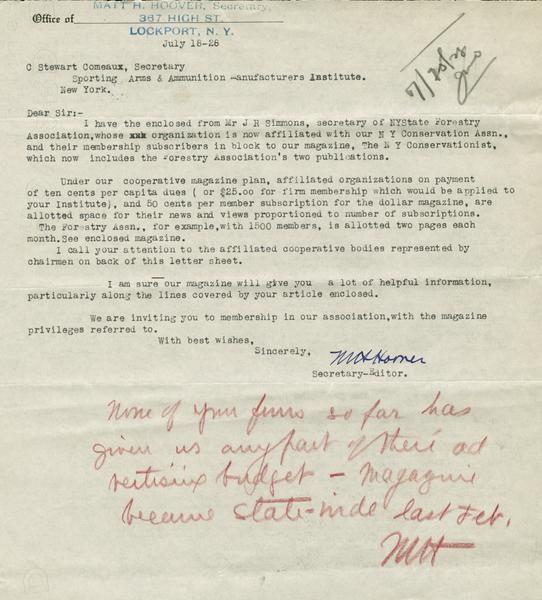 MATT H. HOOVER, Secretary,
Office of 367 HIGH ST.
LOCKPORT, N. Y.
July 18-28
7/20/28
C Stewart Comeaux, Secretary
Sporting Arms & Ammunition Manufacturers Institute.
New York.
Dear Sir:-
I have the enclosed from Mr J R Simmons, secretary of NYState Forestry
Association,whose xxx organization is now affiliated with our N Y Conservation Assn.,
and their membership subscribers in block to our magazine, The N Y Conservationist,
which now includes the Forestry Association's two publications.
Under our cooperative magazine plan, affiliated organizations on payment
of ten cents per capita dues ( or $25.00 for firm membership which would be applied to
your Institute), and 50 cents per member subscription for the dollar magazine, are
allotted space for their news and views proportioned to number of subscriptions.
The Forestry Assn., for example,with 1500 members, is allotted two pages each
month.See enclosed magazine.
I call your attention to the affiliated cooperative bodies represented by
chairmen on back of this letter sheet.
I am sure our magazine will give you a lot of helpful information,
particularly along the lines covered by your article enclosed.
We are inviting you to membership in our association,with the magazine
privileges referred to.
With best wishes,
Sincerely,
MHHoover
Secretary-Editor.
None of your firms so far has
given us any part of their ad
vertising budget - Magazine
became state-wide last Feb.
MHH